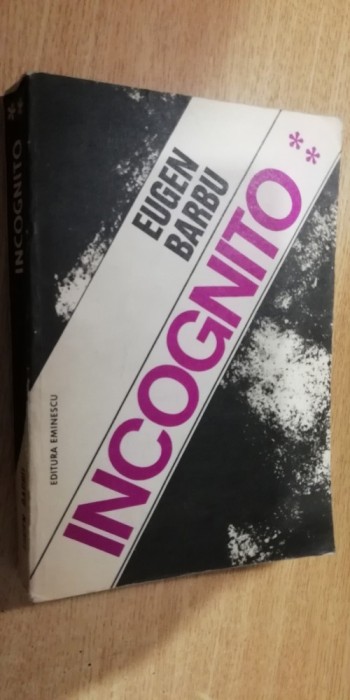 EUGEN
BARBU
INCOGNITO **
EDITURA EMINESCU
** INCOGNITO